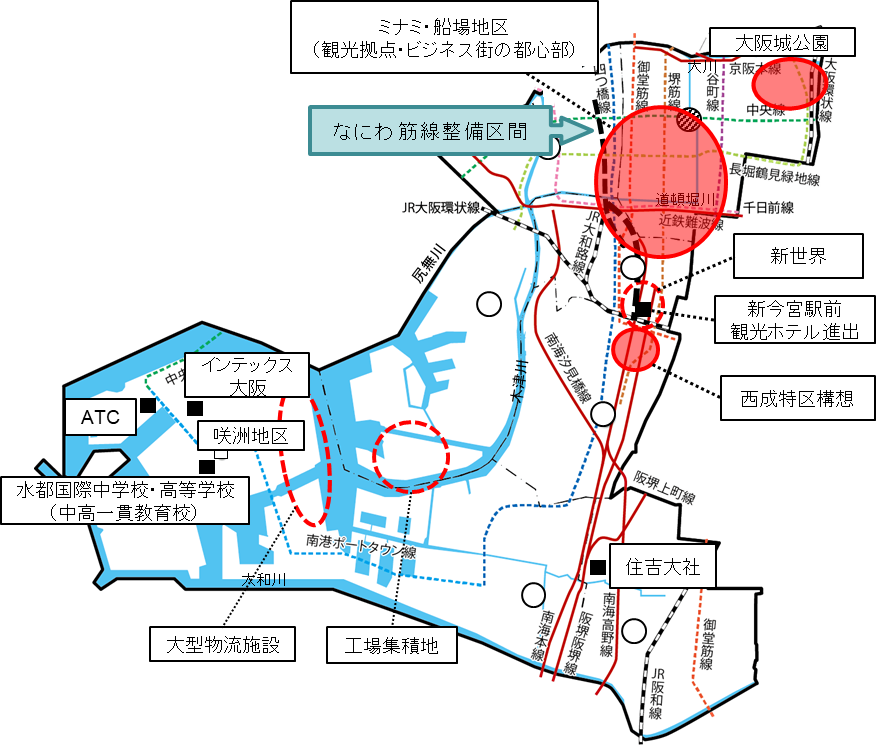 ミナミ・船場地区
（観光拠点・ビジネス街の都心部）
大阪城公園
四つ橋線
御堂筋線
堺筋線
大川
谷町線
京阪本線
中央線
大阪環状線
なにわ筋線整備区間
長堀鶴見緑地線
道頓堀川
千日前線
近鉄難波線
JR大阪環状線
JR大和路線
尻無川
新世界
新今宮駅前
観光ホテル進出
南海汐見橋線
木津川
西成特区構想
中央
インテックス
大阪
ATC
咲洲地区
水都国際中学校・高等学校
（中高一貫教育校）
阪堺上町線
南港ポートタウン線
大和川
住吉大社
大型物流施設
工場集積地
南海本線
阪堺阪堺線
南海高野線
御堂筋線
JR阪和線